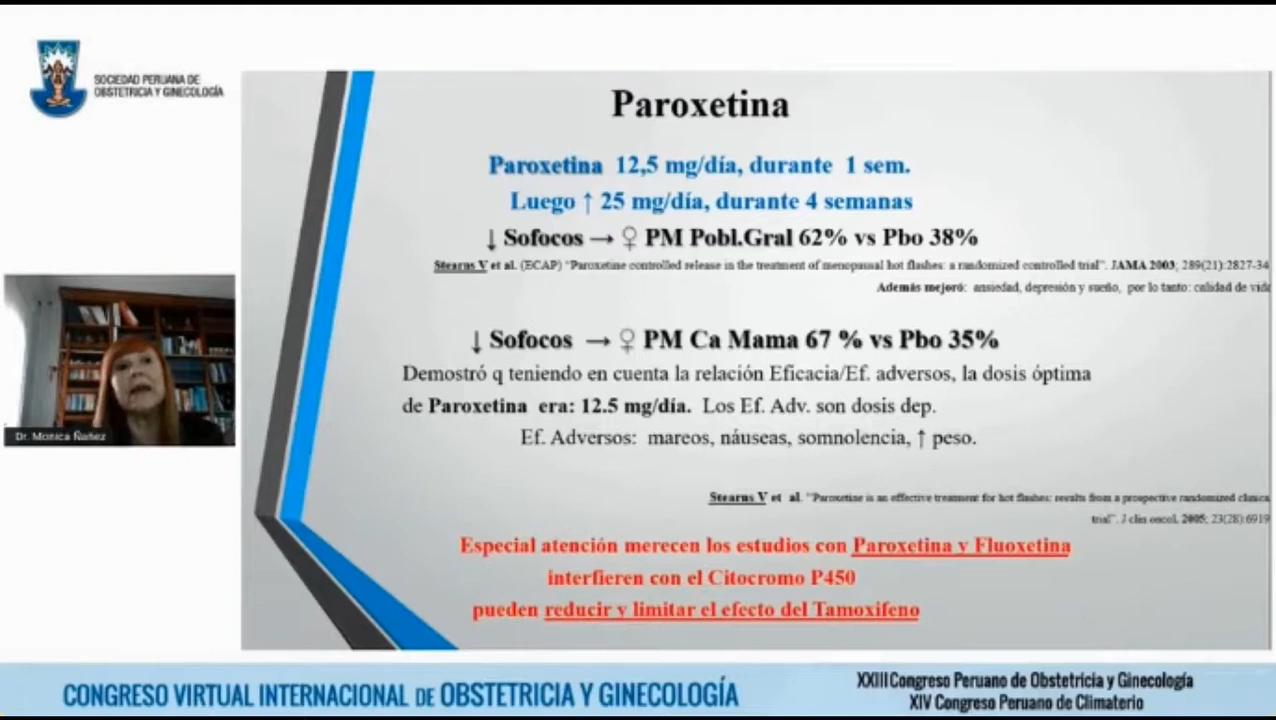 SOCIEDAD PERUANA DE
OBSTETRICIA Y GINECOLOGÍA
Paroxetina
Paroxetina 12,5 mg/día, durante 1 sem.
Luego ↑ 25 mg/día, durante 4 semanas
↓ Sofocos → ♀ PM Pobl.Gral 62% vs Pbo 38%
Stearns V et al. (ECAP) "Paroxetine controlled release in the treatment of menopausal hot flashes: a randomized controlled trial". JAMA 2003; 289(21):2827-34
Además mejoró: ansiedad, depresión y sueño, por lo tanto: calidad de vida
↓ Sofocos → ♀ PM Ca Mama 67 % vs Pbo 35%
Demostró q teniendo en cuenta la relación Eficacia/Ef. adversos, la dosis óptima
de Paroxetina era: 12.5 mg/día. Los Ef. Adv. son dosis dep.
Ef. Adversos: mareos, náuseas, somnolencia, ↑ peso.
Stearns V et al. "Paroxetine is an effective treatment for hot flashes: results from a prospective randomized clinica
trial". J clin oncol, 2005; 23(28):6919
Especial atención merecen los estudios con Paroxetina y Fluoxetina
interfieren con el Citocromo P450
pueden reducir y limitar el efecto del Tamoxifeno
Dr. Monica Ñañez
CONGRESO VIRTUAL INTERNACIONAL DE OBSTETRICIA Y GINECOLOGÍA
XXIII Congreso Peruano de Obstetricia y Ginecología
XIV Congreso Peruano de Climaterio